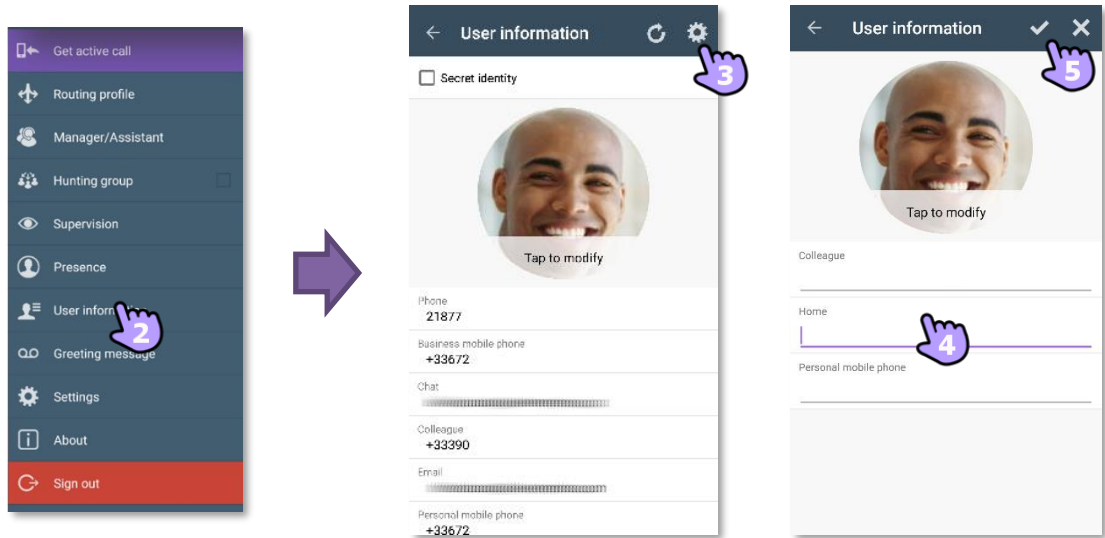 Get active call
Routing profile
Manager/Assistant
Hunting group
Supervision
Presence
User information
2
Greeting message
Settings
About
Sign out
User information
3
Secret identity
Tap to modify
Phone
21877
Business mobile phone
+33672
Chat
Colleague
+33390
Email
Personal mobile phone
+33672
User information
5
Tap to modify
Colleague
Home
4
Personal mobile phone